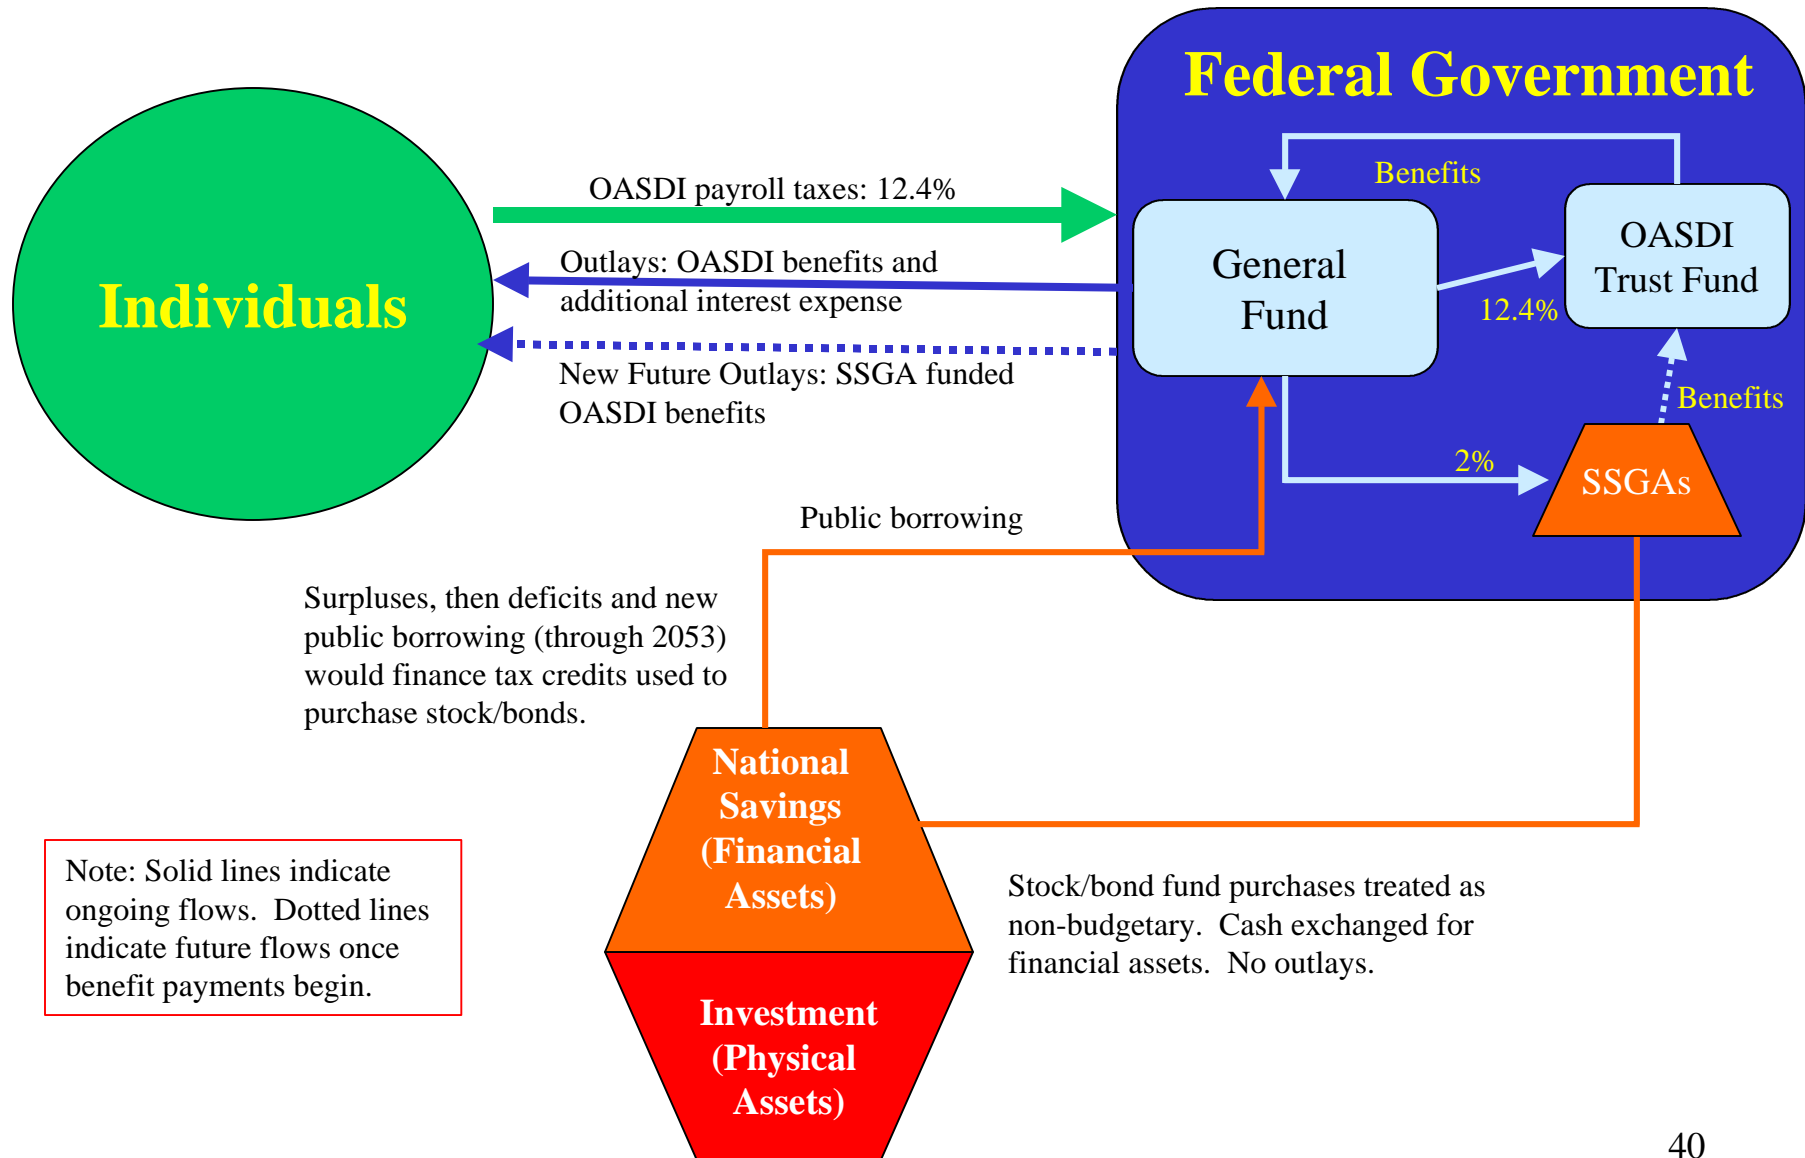 Federal Government
Benefits
OASDI payroll taxes: 12.4%
OASDI
Trust Fund
General
Fund
12.4%
Individuals
Outlays: OASDI benefits and
additional interest expense
New Future Outlays: SSGA funded
OASDI benefits
Benefits
2%
SSGAs
Public borrowing
Surpluses, then deficits and new
public borrowing (through 2053)
would finance tax credits used to
purchase stock/bonds.
National
Savings
(Financial
Assets)
Note: Solid lines indicate
ongoing flows. Dotted lines
indicate future flows once
benefit payments begin.
Stock/bond fund purchases treated as
non-budgetary. Cash exchanged for
financial assets. No outlays.
Investment
(Physical
Assets)
40